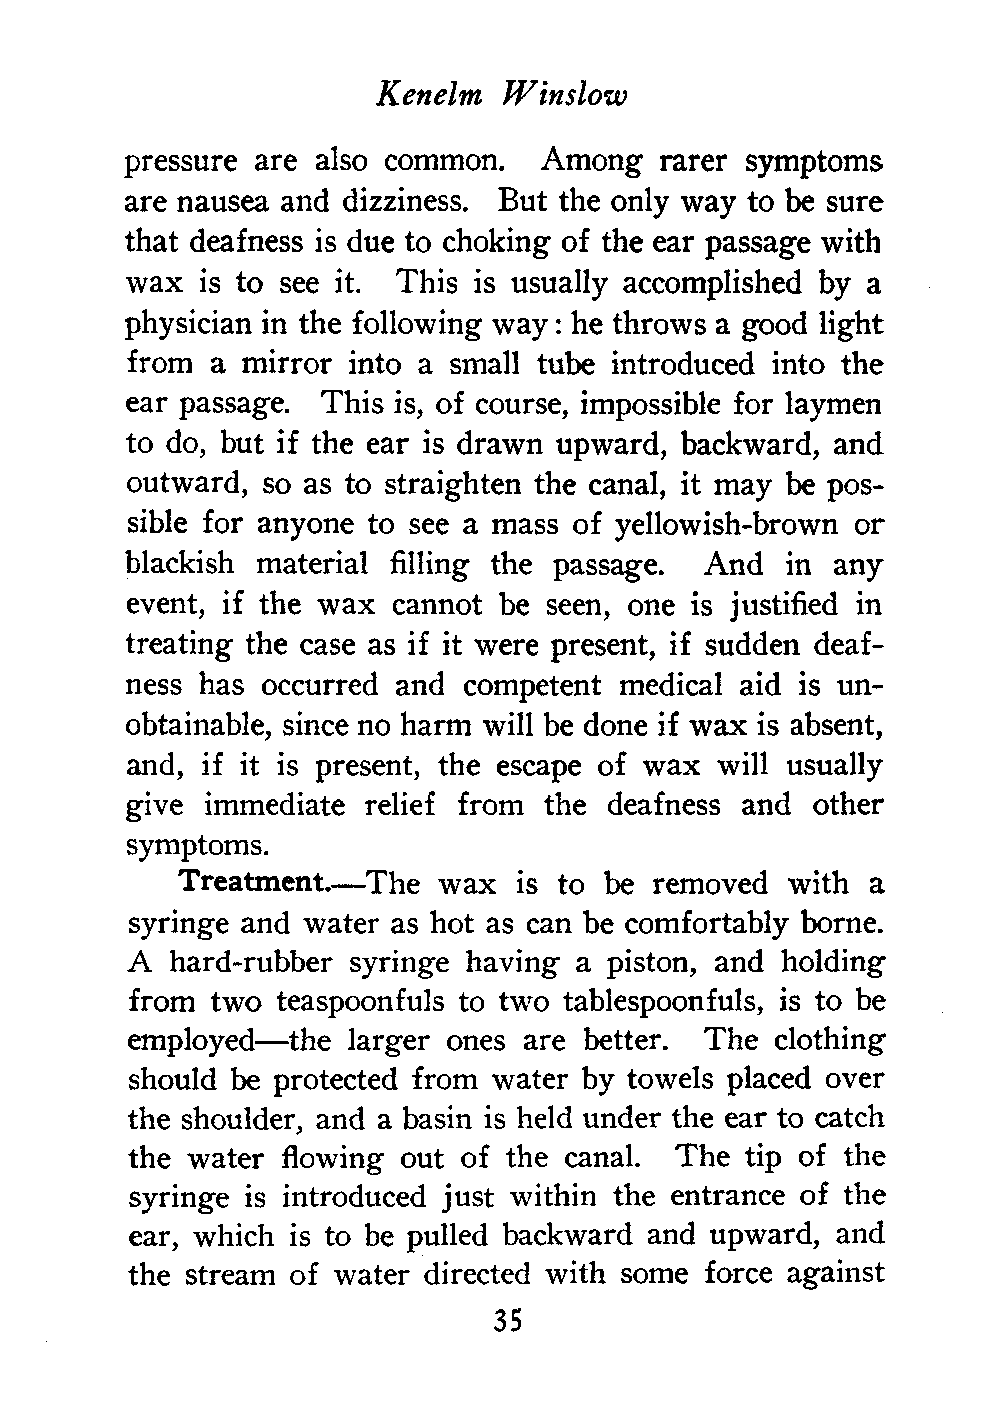 Kenelm Winslow
pressure are also common. Among rarer symptoms
are nausea and dizziness. But the only way to be sure
that deafness is due to choking of the ear passage with
wax is to see it. This is usually accomplished by a
physician in the following way: he throws a good light
from a mirror into a small tube introduced into the
ear passage. This is, of course, impossible for laymen
to do, but if the ear is drawn upward, backward, and
outward, so as to straighten the canal, it may be pos-
sible for anyone to see a mass of yellowish-brown or
blackish material filling the passage. And in any
event, if the wax cannot be seen, one is justified in
treating the case as if it were present, if sudden deaf-
ness has occurred and competent medical aid is un-
obtainable, since no harm will be done if wax is absent,
and, if it is present, the escape of wax will usually
give immediate relief from the deafness and other
symptoms.
Treatment.—The wax is to be removed with a
syringe and water as hot as can be comfortably borne.
A hard-rubber syringe having a piston, and holding
from two teaspoonfuls to two tablespoonfuls, is to be
employed—the larger ones are better. The clothing
should be protected from water by towels placed over
the shoulder, and a basin is held under the ear to catch
the water flowing out of the canal. The tip of the
syringe is introduced just within the entrance of the
ear, which is to be pulled backward and upward, and
the stream of water directed with some force against
35